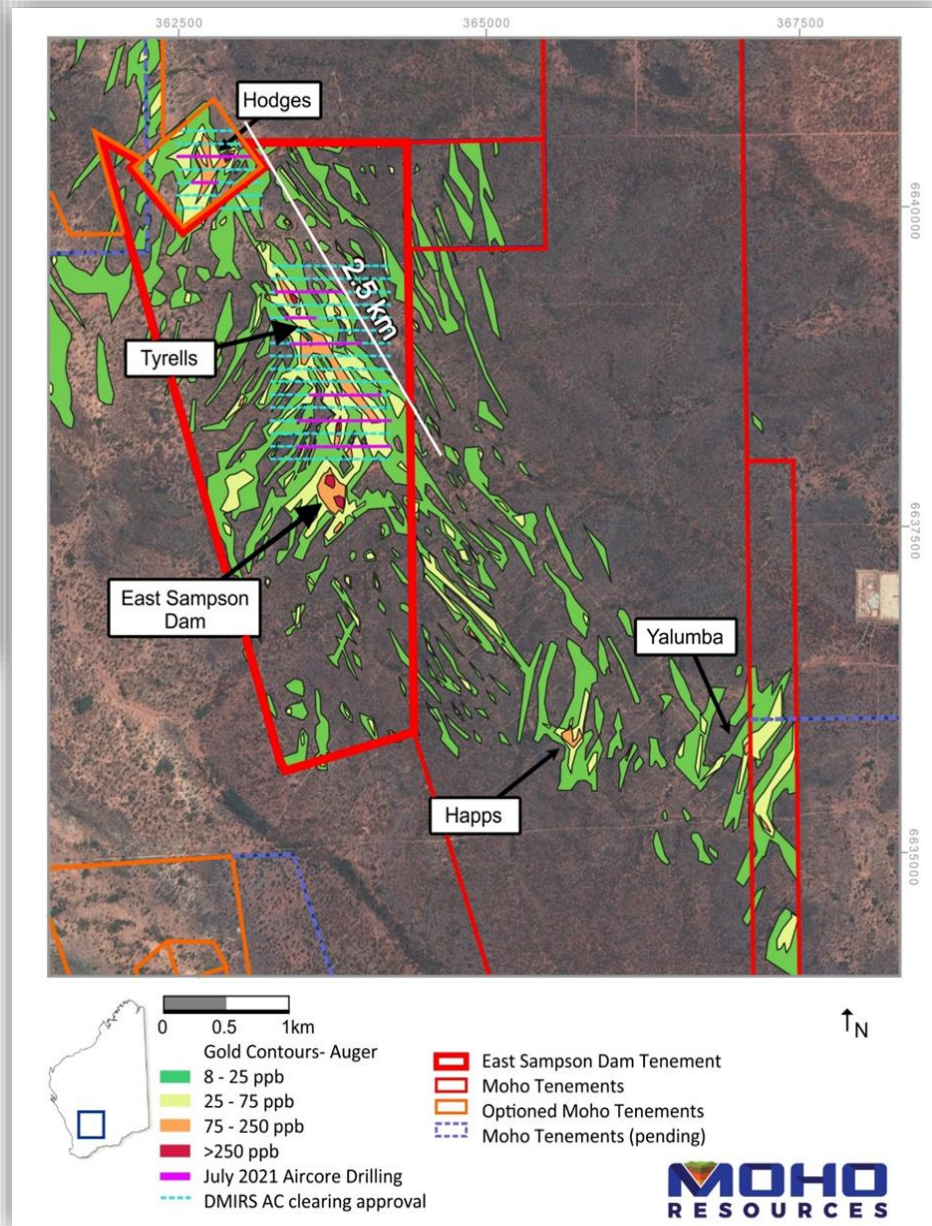 362500
365000
367500
Hodges
6640000
2.5 km
Tyrells
6637500
East Sampson
Dam
Yalumba
Happs
6635000
0 0.5 1km
↑N
Gold Contours- Auger
8 - 25 ppb
25 - 75 ppb
75 - 250 ppb
>250 ppb
July 2021 Aircore Drilling
DMIRS AC clearing approval
East Sampson Dam Tenement
Moho Tenements
Optioned Moho Tenements
Moho Tenements (pending)
MOHO
RESOURCES